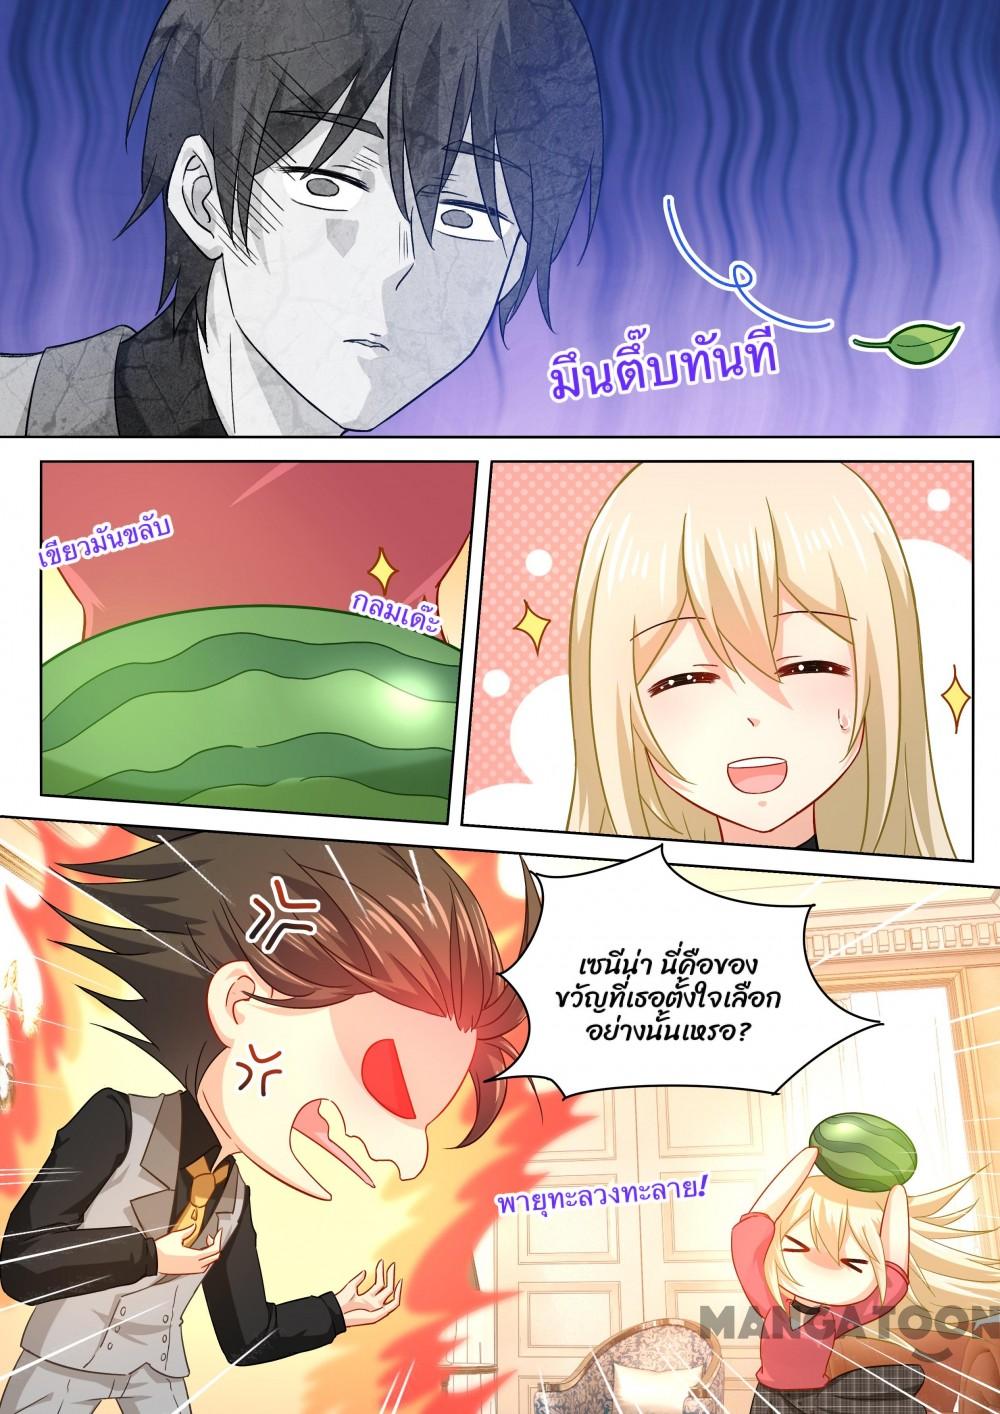 มึนตึ๊บทันที
เขียวมันขลับ
กลมเด๊ะ
เซนีน่า นี่คือของ
ขวัญที่เธอตั้งใจเลือก
อย่างนั้นเหรอ?
พายุทะลวงทะลาย!
MANGATOON